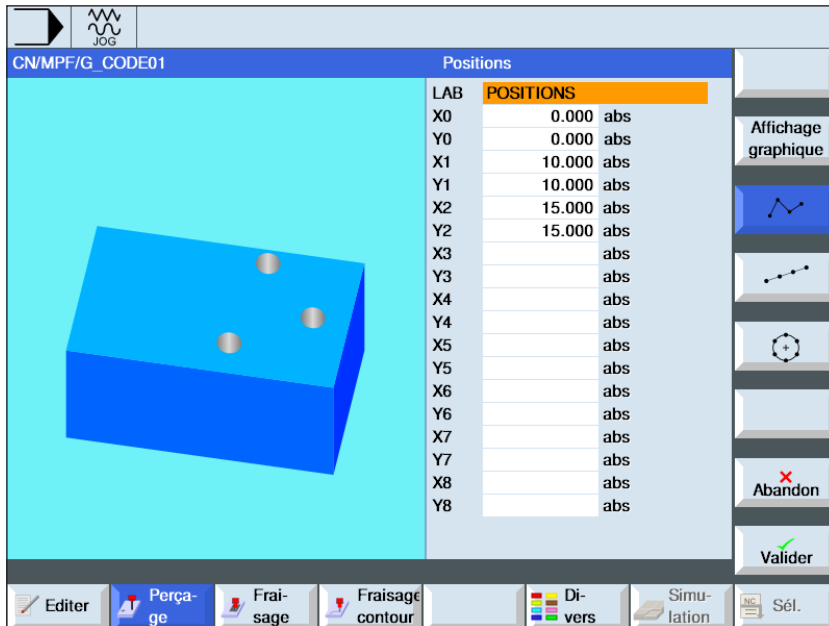 JOG
CN/MPF/G_CODE01
Positions
LAB POSITIONS
X0 0.000 abs
Y0 0.000 abs
X1 10.000 abs
Y1 10.000 abs
X2 15.000 abs
Y2 15.000 abs
X3 abs
Y3 abs
X4 abs
Y4 abs
X5 abs
Y5 abs
X6 abs
Y6 abs
X7 abs
Y7 abs
X8 abs
Y8 abs
Affichage
graphique
Abandon
Valider
Editer
Perça-
ge
Frai-
sage
Fraisage
contour
Di-
vers
Simu-
lation
NC
Sél.